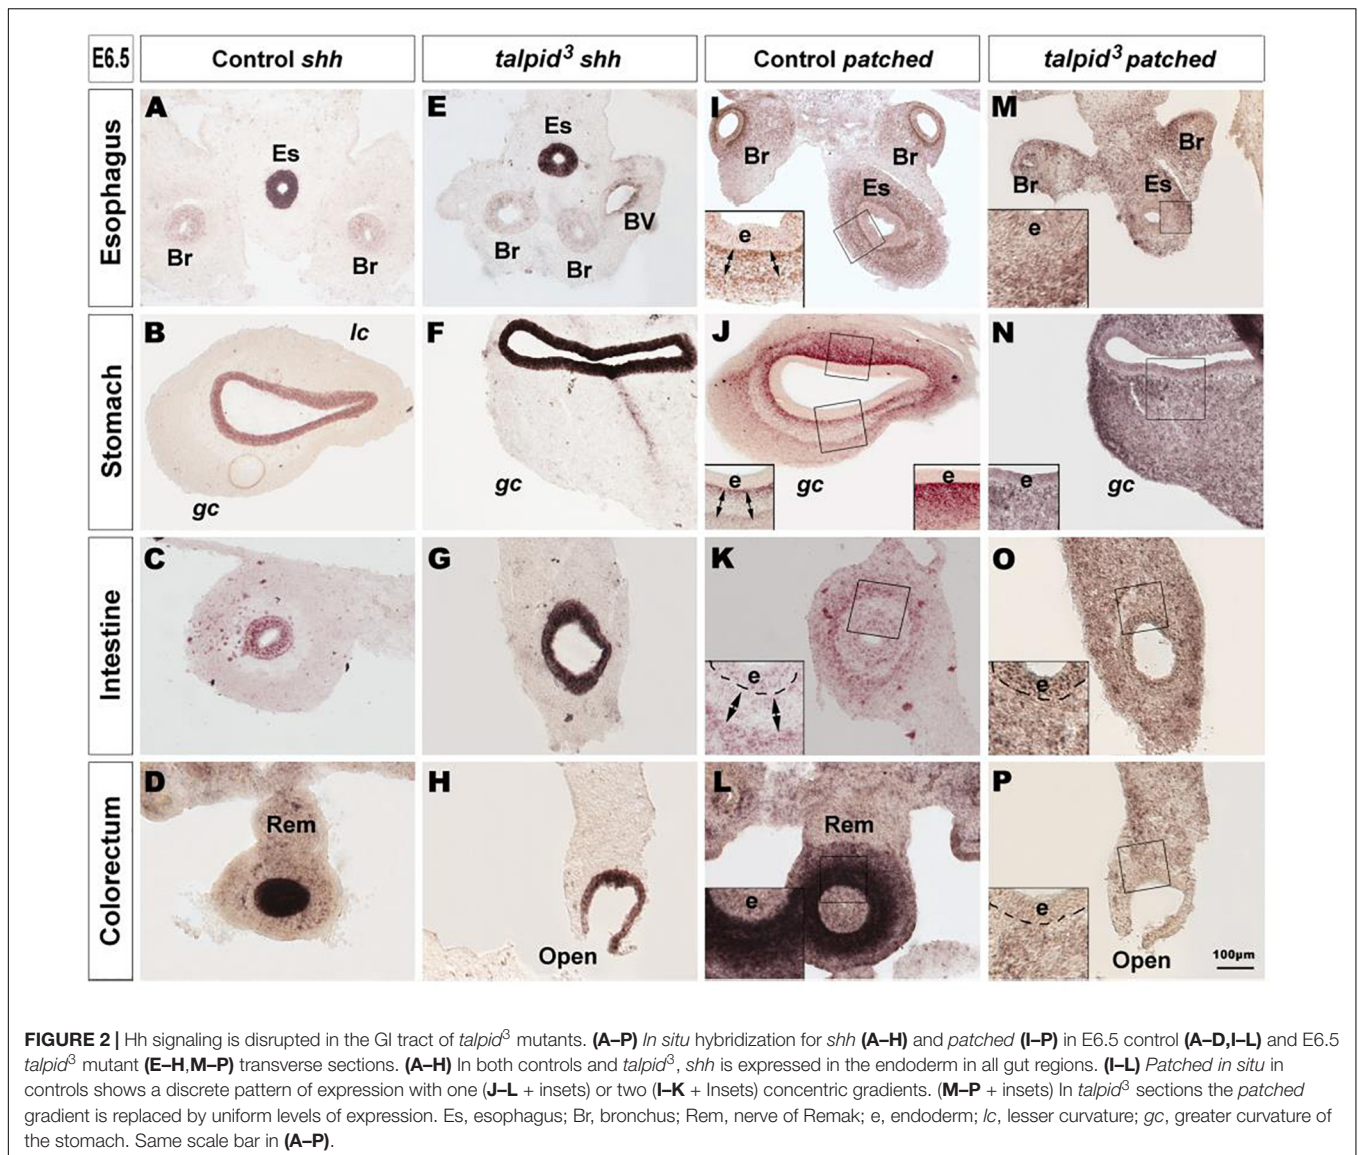 E6.5 Control shh talpid³ shh Control patched talpid³ patched
Esophagus
A
Es
Br
Br
E
Es
BV
Br
Br
I
Br
Br
Es
e
M
Br
Br
Es
e
Stomach
B
lc
gc
F
gc
J
e
gc
e
N
e
gc
Intestine
C
G
K
e
O
e
Colorectum
D
Rem
H
Open
L
Rem
e
P
e
Open
100μm
FIGURE 2 | Hh signaling is disrupted in the GI tract of talpid³ mutants. (A–P) In situ hybridization for shh (A–H) and patched (I–P) in E6.5 control (A–D,I–L) and E6.5
talpid³ mutant (E–H,M–P) transverse sections. (A–H) In both controls and talpid³, shh is expressed in the endoderm in all gut regions. (I–L) Patched in situ in
controls shows a discrete pattern of expression with one (J–L + insets) or two (I–K + Insets) concentric gradients. (M–P + insets) In talpid³ sections the patched
gradient is replaced by uniform levels of expression. Es, esophagus; Br, bronchus; Rem, nerve of Remak; e, endoderm; lc, lesser curvature; gc, greater curvature of
the stomach. Same scale bar in (A–P).